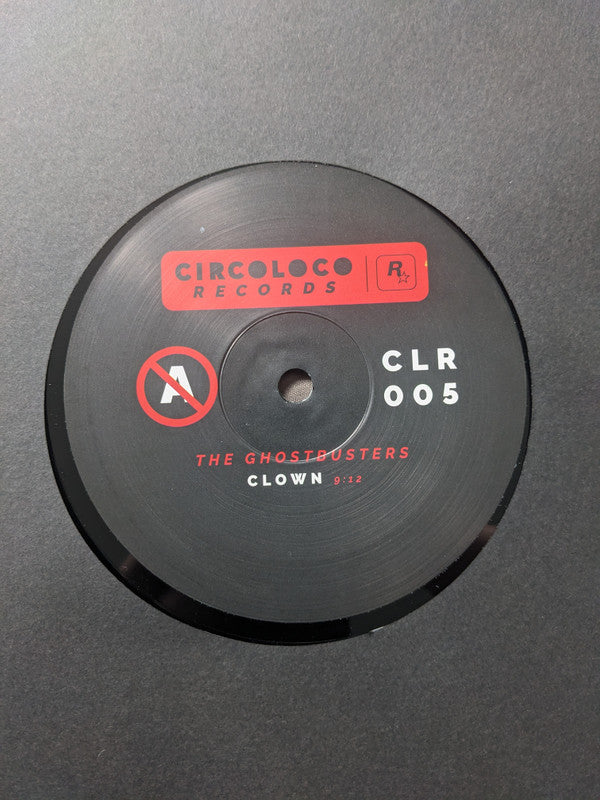 CIRCOLOCO
RECORDS
R
A
CLR
005
THE GHOSTBUSTERS
CLOWN 9:12